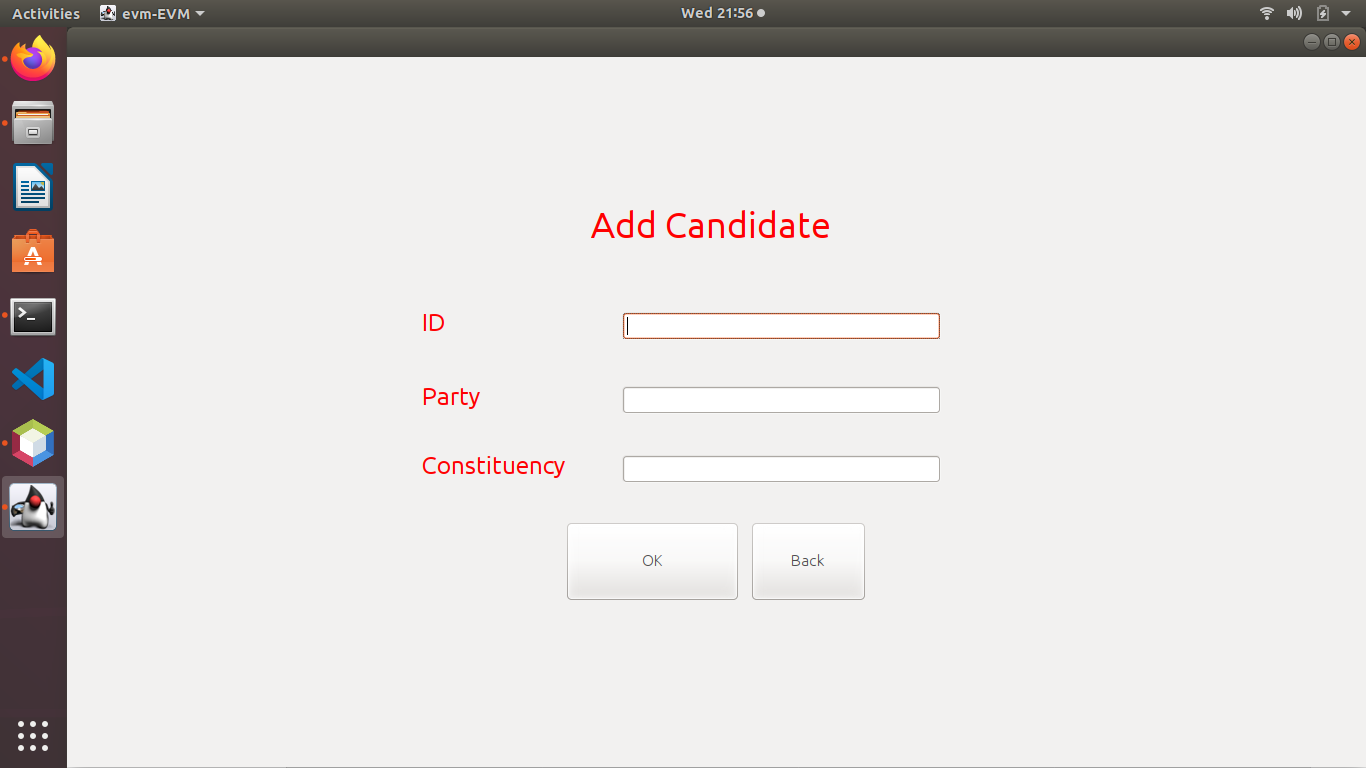 Activities evm-EVM Wed 21:56
Add Candidate
ID
Party
Constituency
OK Back